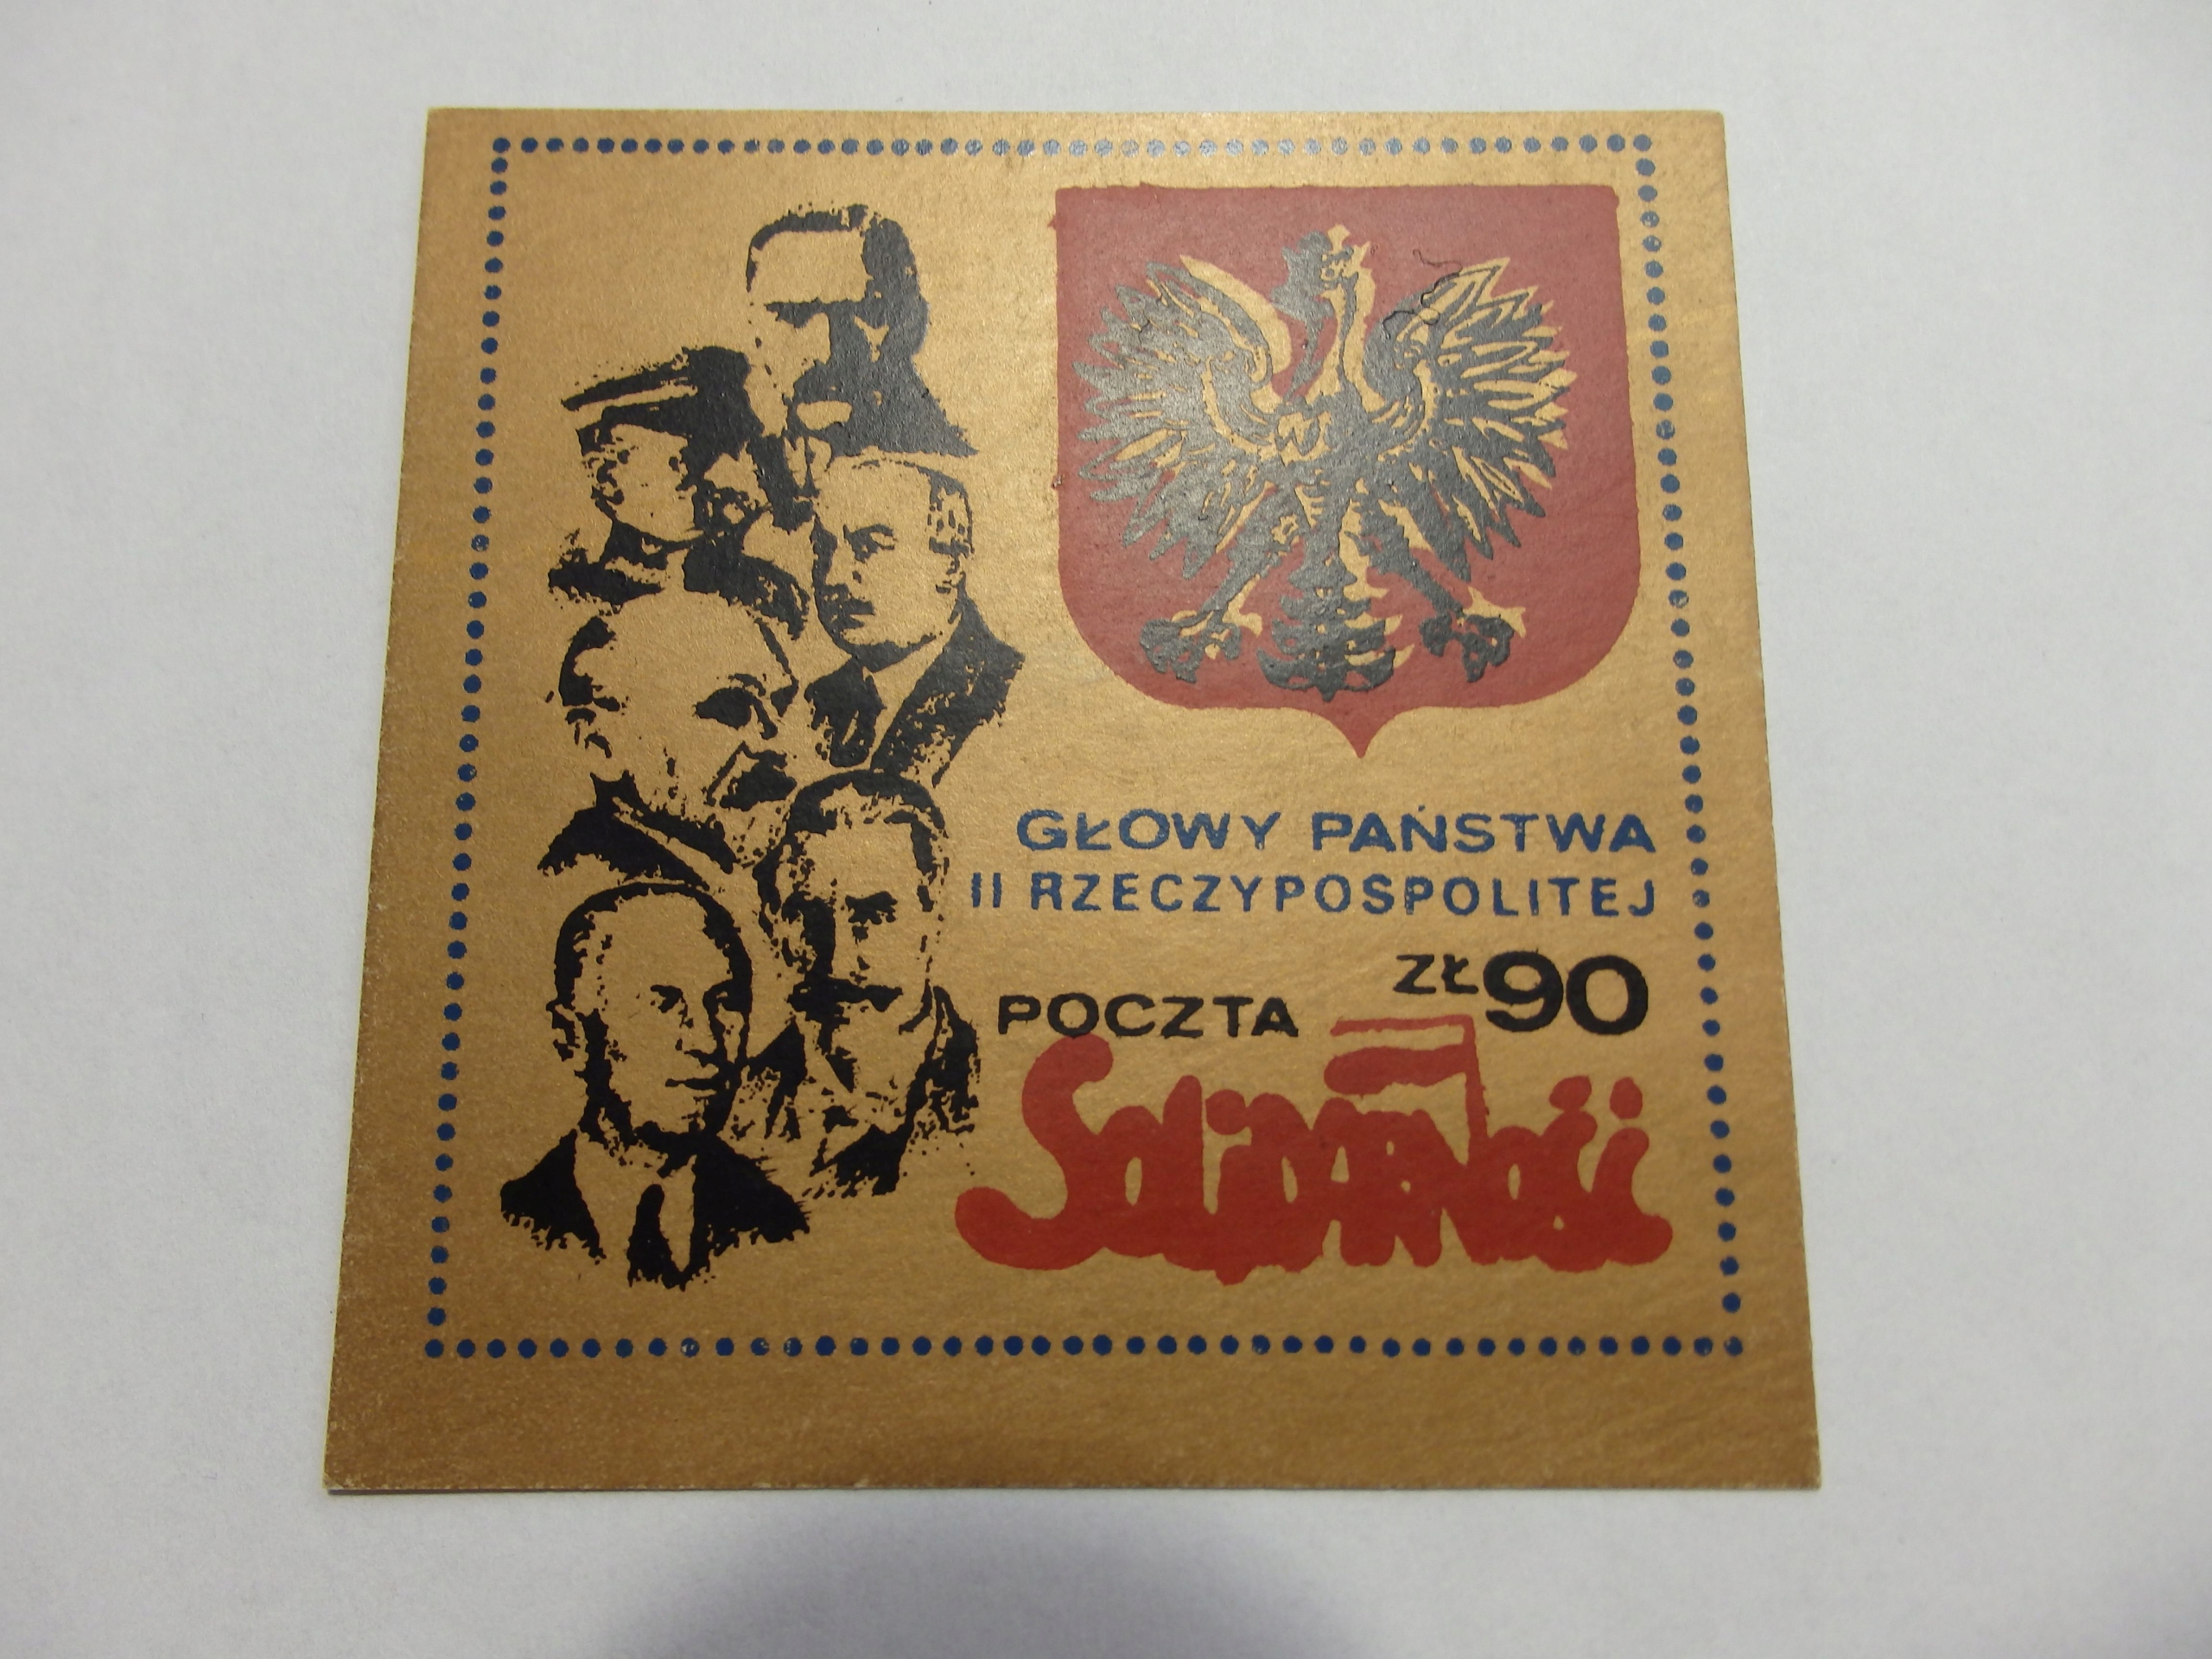 GŁOWY PAŃSTWA
II RZECZYPOSPOLITEJ
ZŁ 90
POCZTA
Solidarność